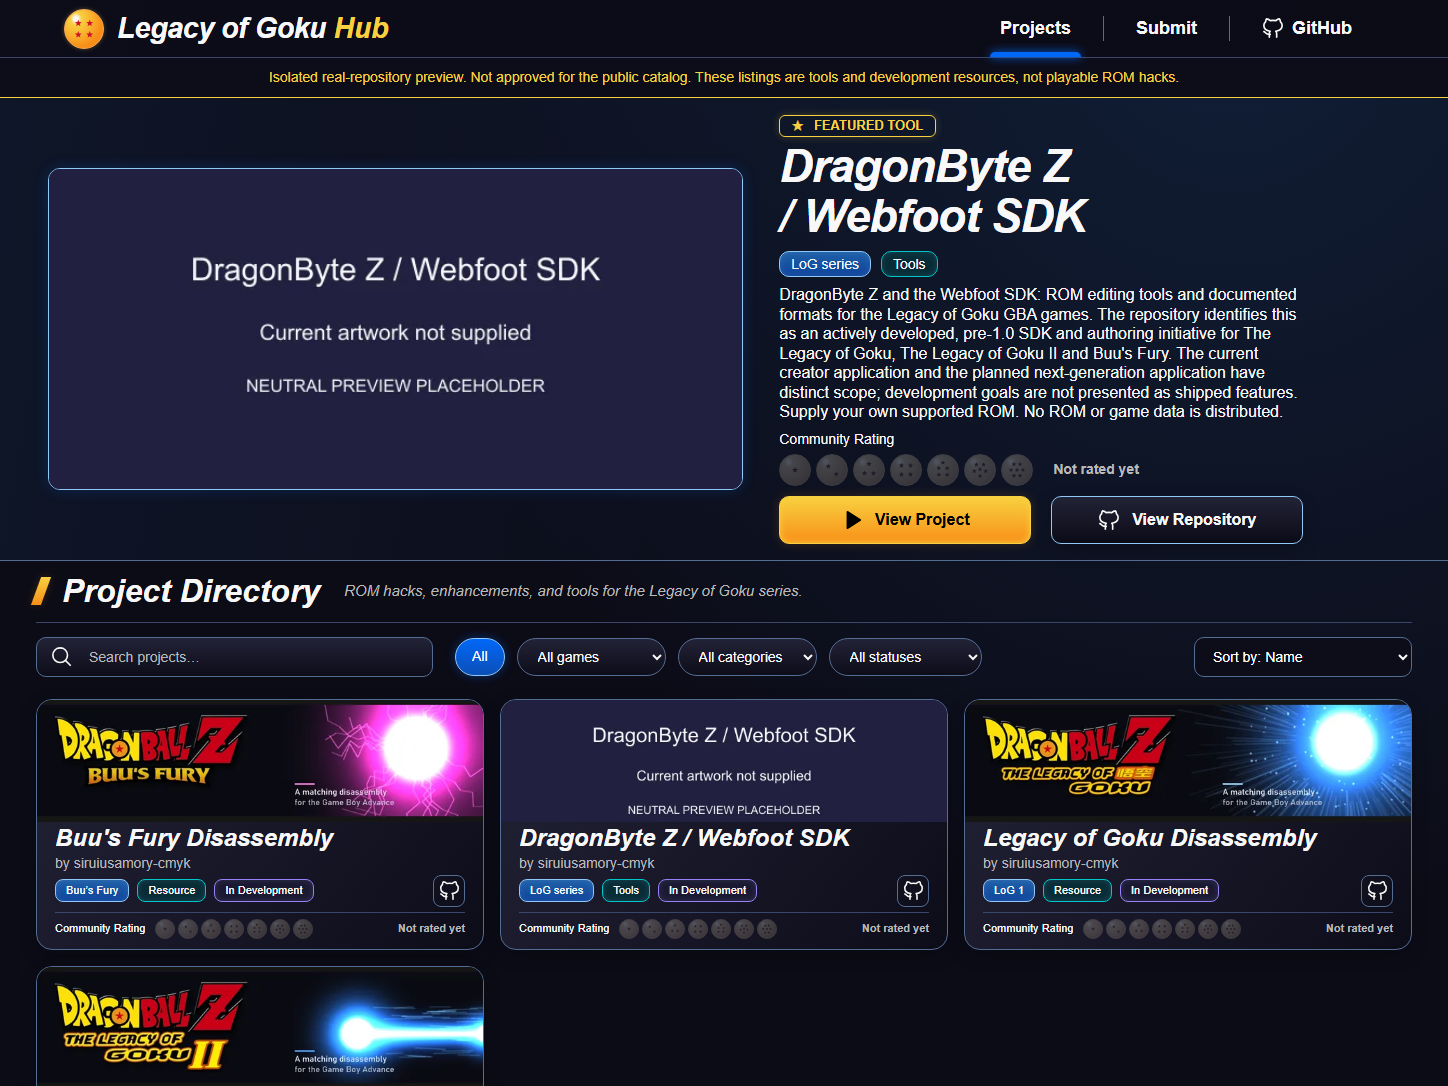 Legacy of Goku Hub
Projects
Submit
GitHub
Isolated real-repository preview. Not approved for the public catalog. These listings are tools and development resources, not playable ROM hacks.
DragonByte Z / Webfoot SDK
Current artwork not supplied
NEUTRAL PREVIEW PLACEHOLDER
★ FEATURED TOOL
DragonByte Z
/ Webfoot SDK
LoG series
Tools
DragonByte Z and the Webfoot SDK: ROM editing tools and documented
formats for the Legacy of Goku GBA games. The repository identifies this
as an actively developed, pre-1.0 SDK and authoring initiative for The
Legacy of Goku, The Legacy of Goku II and Buu's Fury. The current
creator application and the planned next-generation application have
distinct scope; development goals are not presented as shipped features.
Supply your own supported ROM. No ROM or game data is distributed.
Community Rating
Not rated yet
View Project
View Repository
Project Directory
ROM hacks, enhancements, and tools for the Legacy of Goku series.
Search projects…
All
All games
All categories
All statuses
Sort by: Name
DRAGON BALL Z
BUU'S FURY
A matching disassembly
for the Game Boy Advance
Buu's Fury Disassembly
by siruiusamory-cmyk
Buu's Fury
Resource
In Development
Community Rating
Not rated yet
DragonByte Z / Webfoot SDK
Current artwork not supplied
NEUTRAL PREVIEW PLACEHOLDER
DragonByte Z / Webfoot SDK
by siruiusamory-cmyk
LoG series
Tools
In Development
Community Rating
Not rated yet
DRAGON BALL Z
THE LEGACY OF 悟空
GOKU
A matching disassembly
for the Game Boy Advance
Legacy of Goku Disassembly
by siruiusamory-cmyk
LoG 1
Resource
In Development
Community Rating
Not rated yet
DRAGON BALL Z
THE LEGACY OF
GOKU II
A matching disassembly
for the Game Boy Advance